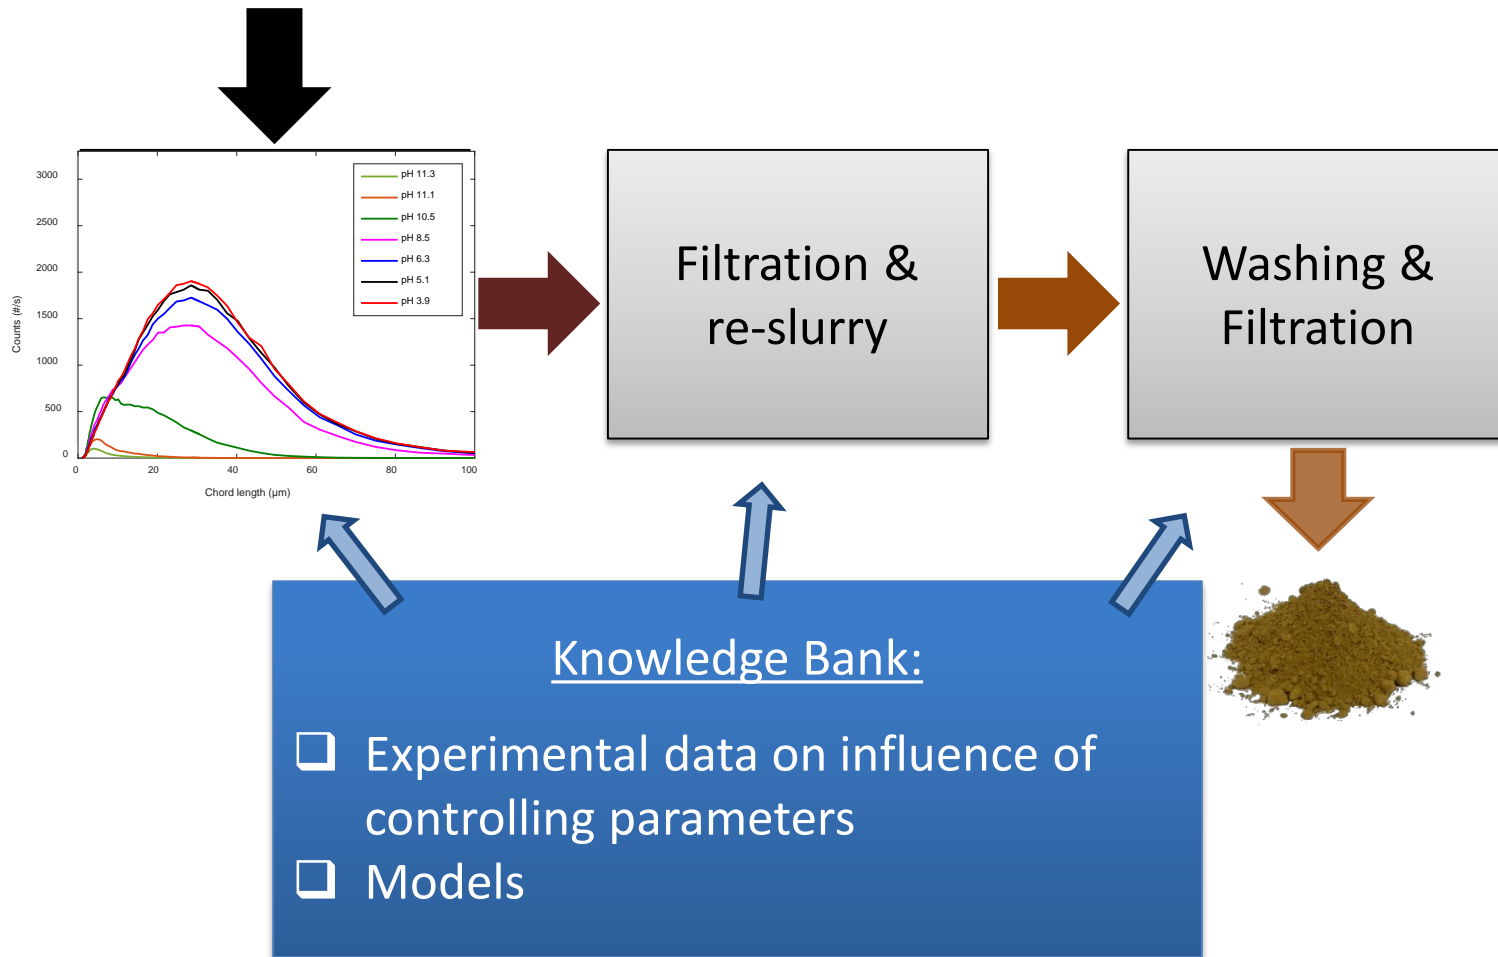 3000
2500
2000
1500
1000
500
0
Counts (#/s)
0 20 40 60 80 100
Chord length (µm)
pH 11.3
pH 11.1
pH 10.5
pH 8.5
pH 6.3
pH 5.1
pH 3.9
Filtration &
re-slurry
Washing &
Filtration
Knowledge Bank:
Experimental data on influence of
controlling parameters
Models